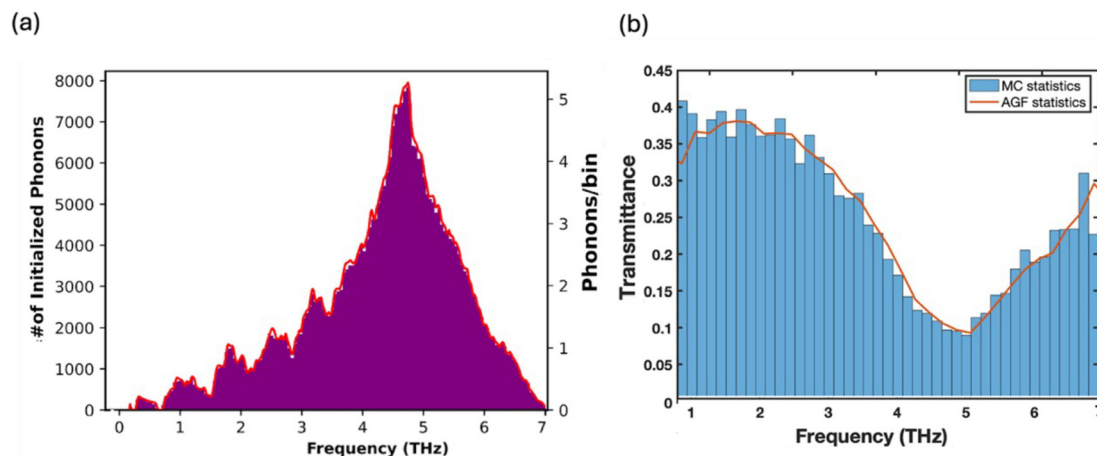 (a)
(b)
8000
7000
6000
5000
4000
3000
2000
1000
0
:#of Initialized Phonons
5
4
3
2
1
0
Phonons/bin
0 1 2 3 4 5 6 7
Frequency (THz)
0.45
0.4
0.35
0.3
0.25
0.2
0.15
0.1
0.05
0
Transmittance
MC statistics
AGF statistics
1 2 3 4 5 6 7
Frequency (THz)